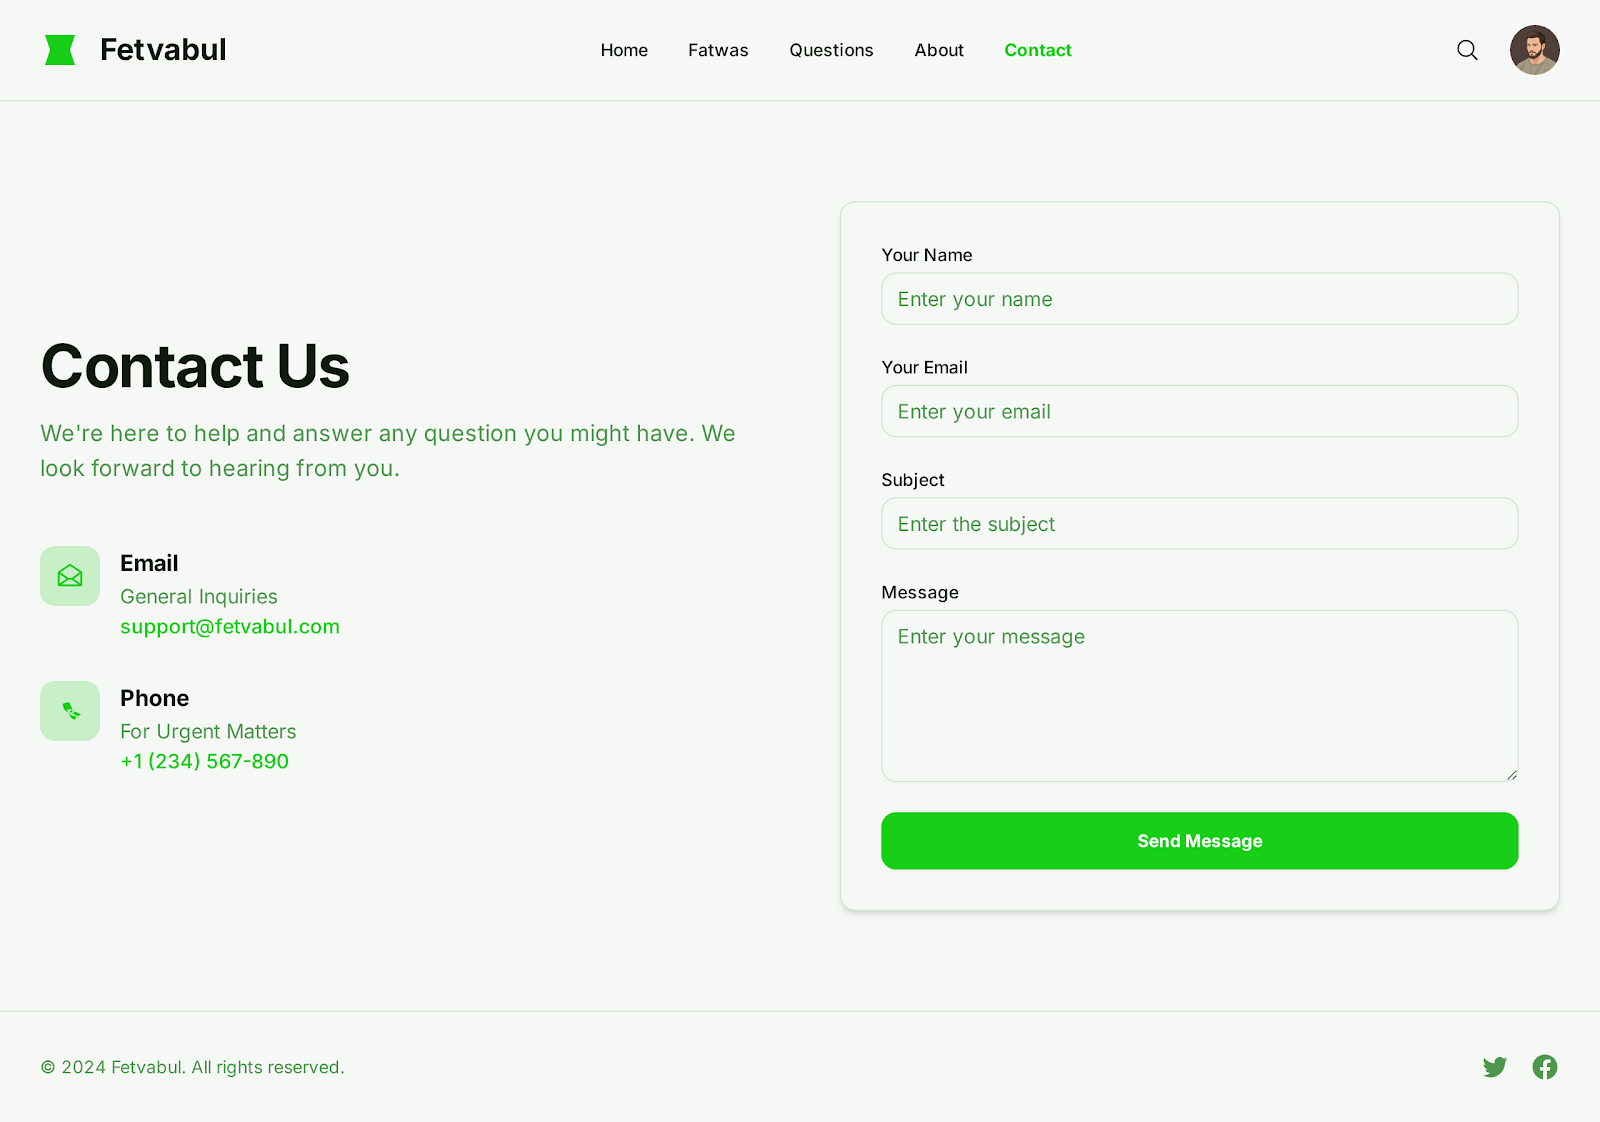 Fetvabul
Home
Fatwas
Questions
About
Contact
Contact Us
We're here to help and answer any question you might have. We
look forward to hearing from you.
Email
General Inquiries
support@fetvabul.com
Phone
For Urgent Matters
+1 (234) 567-890
Your Name
Enter your name
Your Email
Enter your email
Subject
Enter the subject
Message
Enter your message
Send Message
© 2024 Fetvabul. All rights reserved.